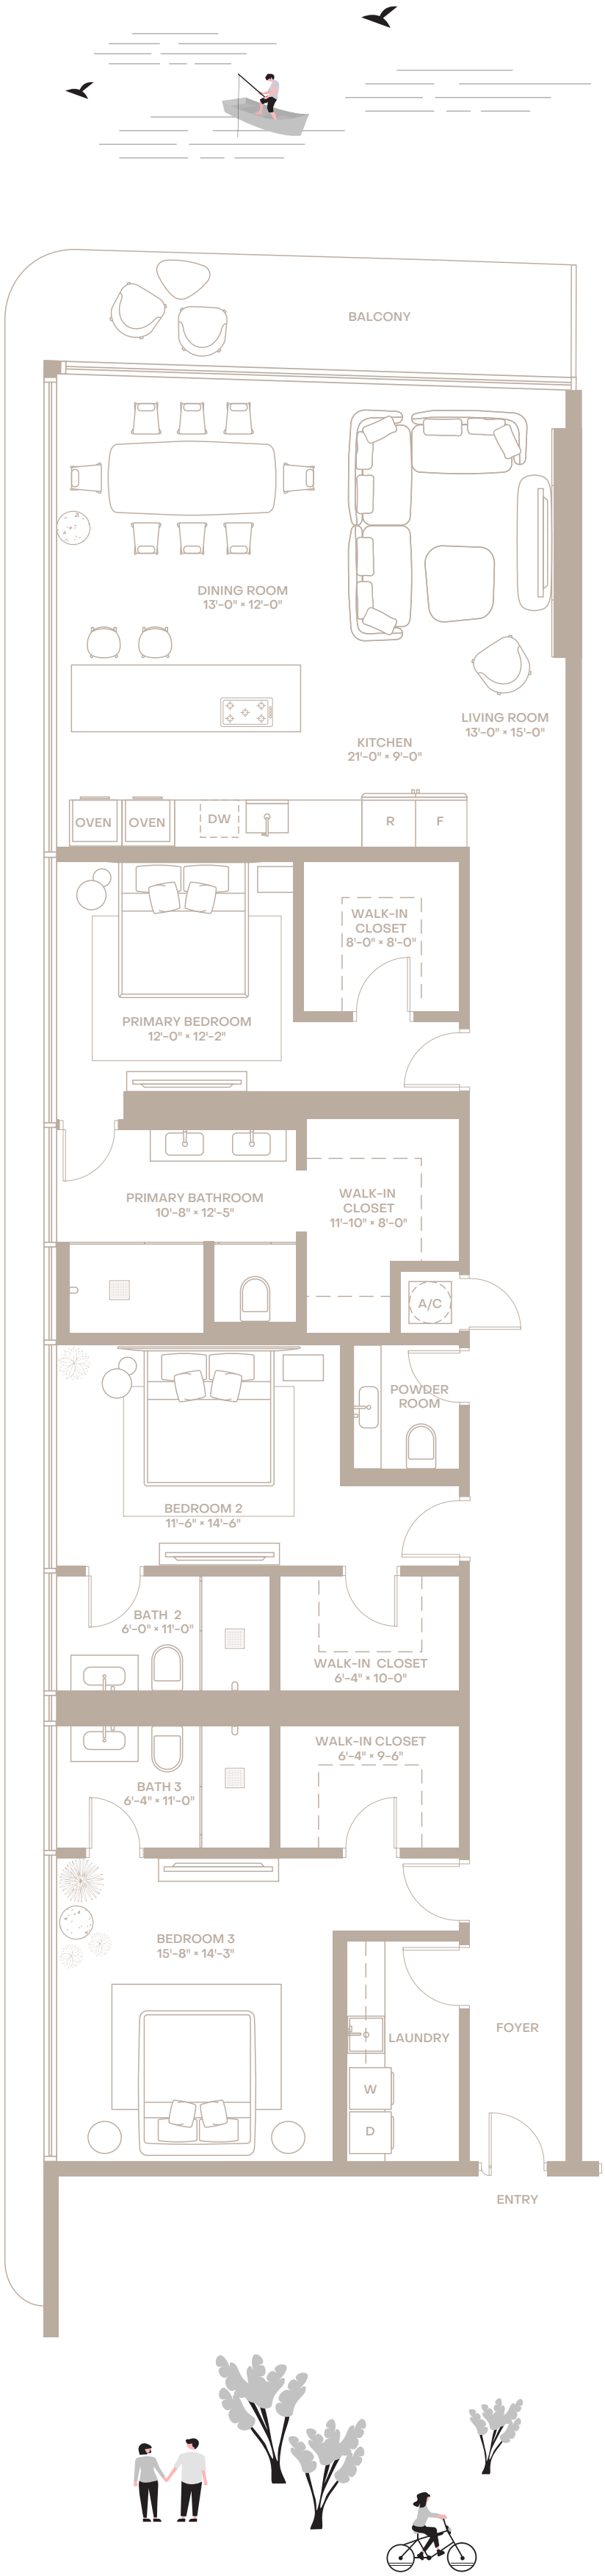 BALCONY
DINING ROOM
13'-0" × 12'-0"
LIVING ROOM
13'-0" × 15'-0"
KITCHEN
21'-0" × 9'-0"
OVEN
OVEN
DW
R
F
WALK-IN
CLOSET
8'-0" × 8'-0"
PRIMARY BEDROOM
12'-0" × 12'-2"
PRIMARY BATHROOM
10'-8" × 12'-5"
WALK-IN
CLOSET
11'-10" × 8'-0"
A/C
POWDER
ROOM
BEDROOM 2
11'-6" × 14'-6"
BATH 2
6'-0" × 11'-0"
WALK-IN CLOSET
6'-4" × 10-0"
WALK-IN CLOSET
6'-4" × 9-6"
BATH 3
6'-4" × 11'-0"
BEDROOM 3
15'-8" × 14'-3"
FOYER
LAUNDRY
W
D
ENTRY